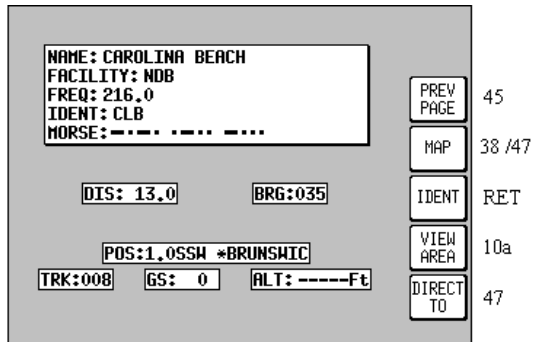 NAME: CAROLINA BEACH
FACILITY: NDB
FREQ: 216.0
IDENT: CLB
MORSE: –·–· ·–·· –···
DIS: 13.0 BRG:035
POS:1.0SSW *BRUNSWIC
TRK:008 GS: 0 ALT:-----Ft
PREV PAGE 45
MAP 38 /47
IDENT RET
VIEW AREA 10a
DIRECT TO 47